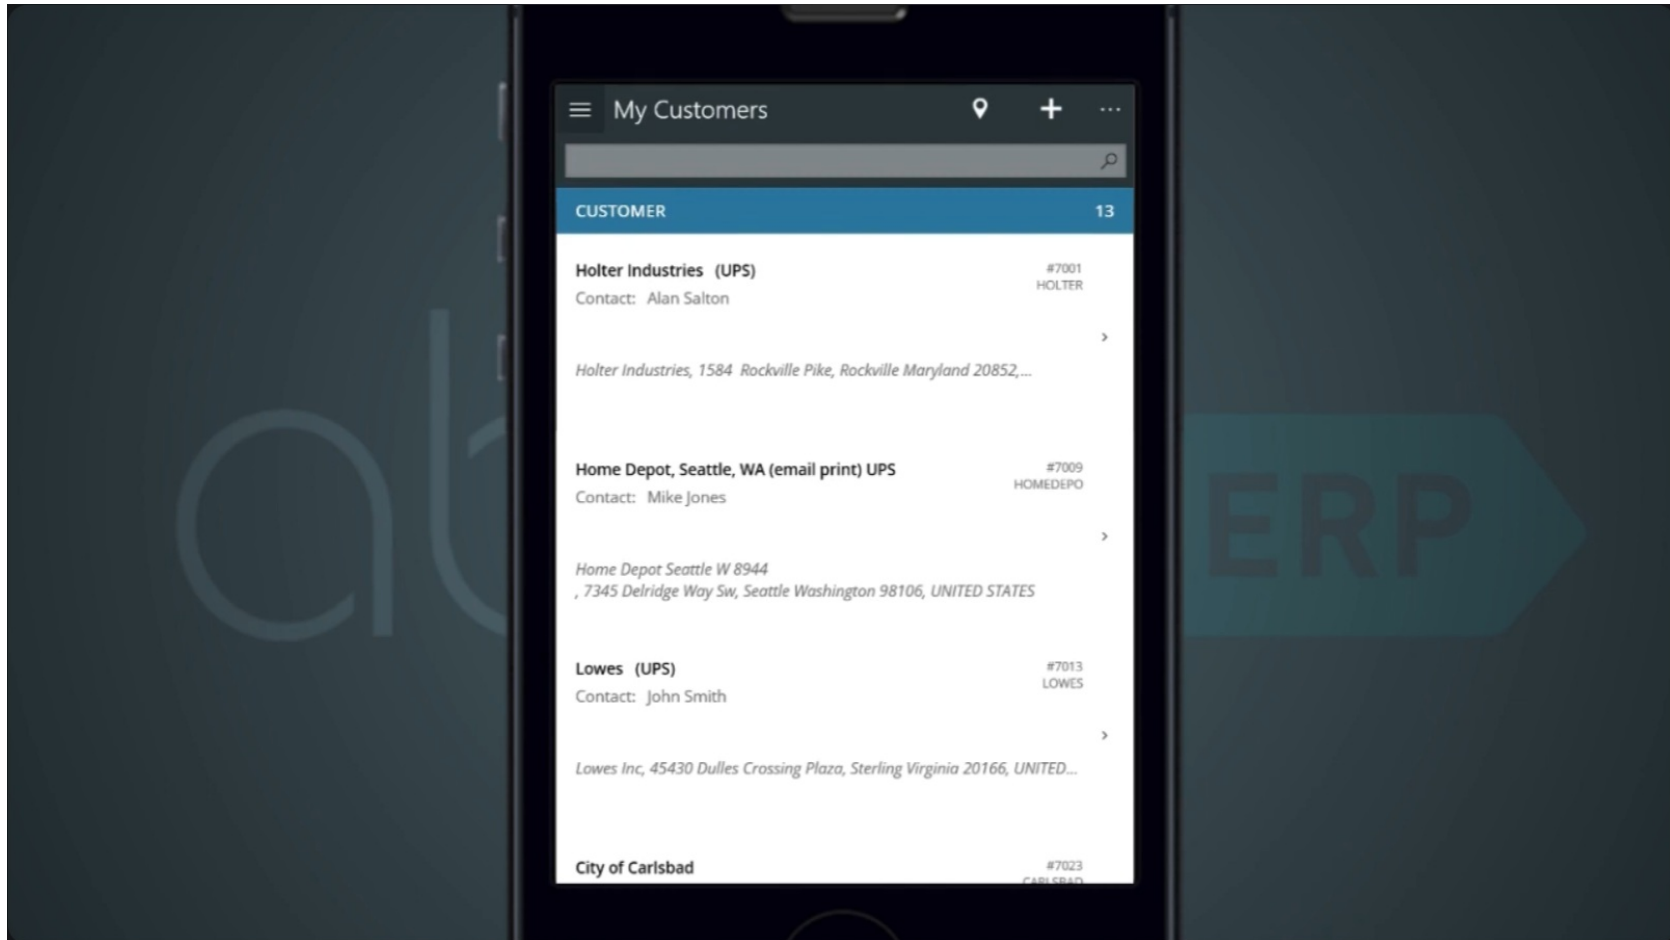 My Customers
CUSTOMER 13
Holter Industries (UPS) #7001
HOLTER
Contact: Alan Salton
Holter Industries, 1584 Rockville Pike, Rockville Maryland 20852,...
Home Depot, Seattle, WA (email print) UPS #7009
HOMEDEPO
Contact: Mike Jones
Home Depot Seattle W 8944
, 7345 Delridge Way Sw, Seattle Washington 98106, UNITED STATES
Lowes (UPS) #7013
LOWES
Contact: John Smith
Lowes Inc, 45430 Dulles Crossing Plaza, Sterling Virginia 20166, UNITED...
City of Carlsbad #7023
CARLSBAD
ab
ERP